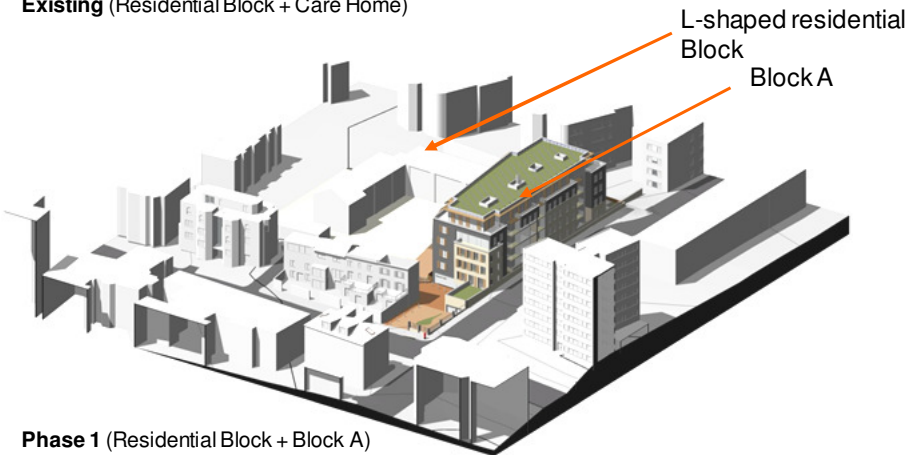 Existing (Residential Block + Care Home)
L-shaped residential
Block
Block A
Phase 1 (Residential Block + Block A)